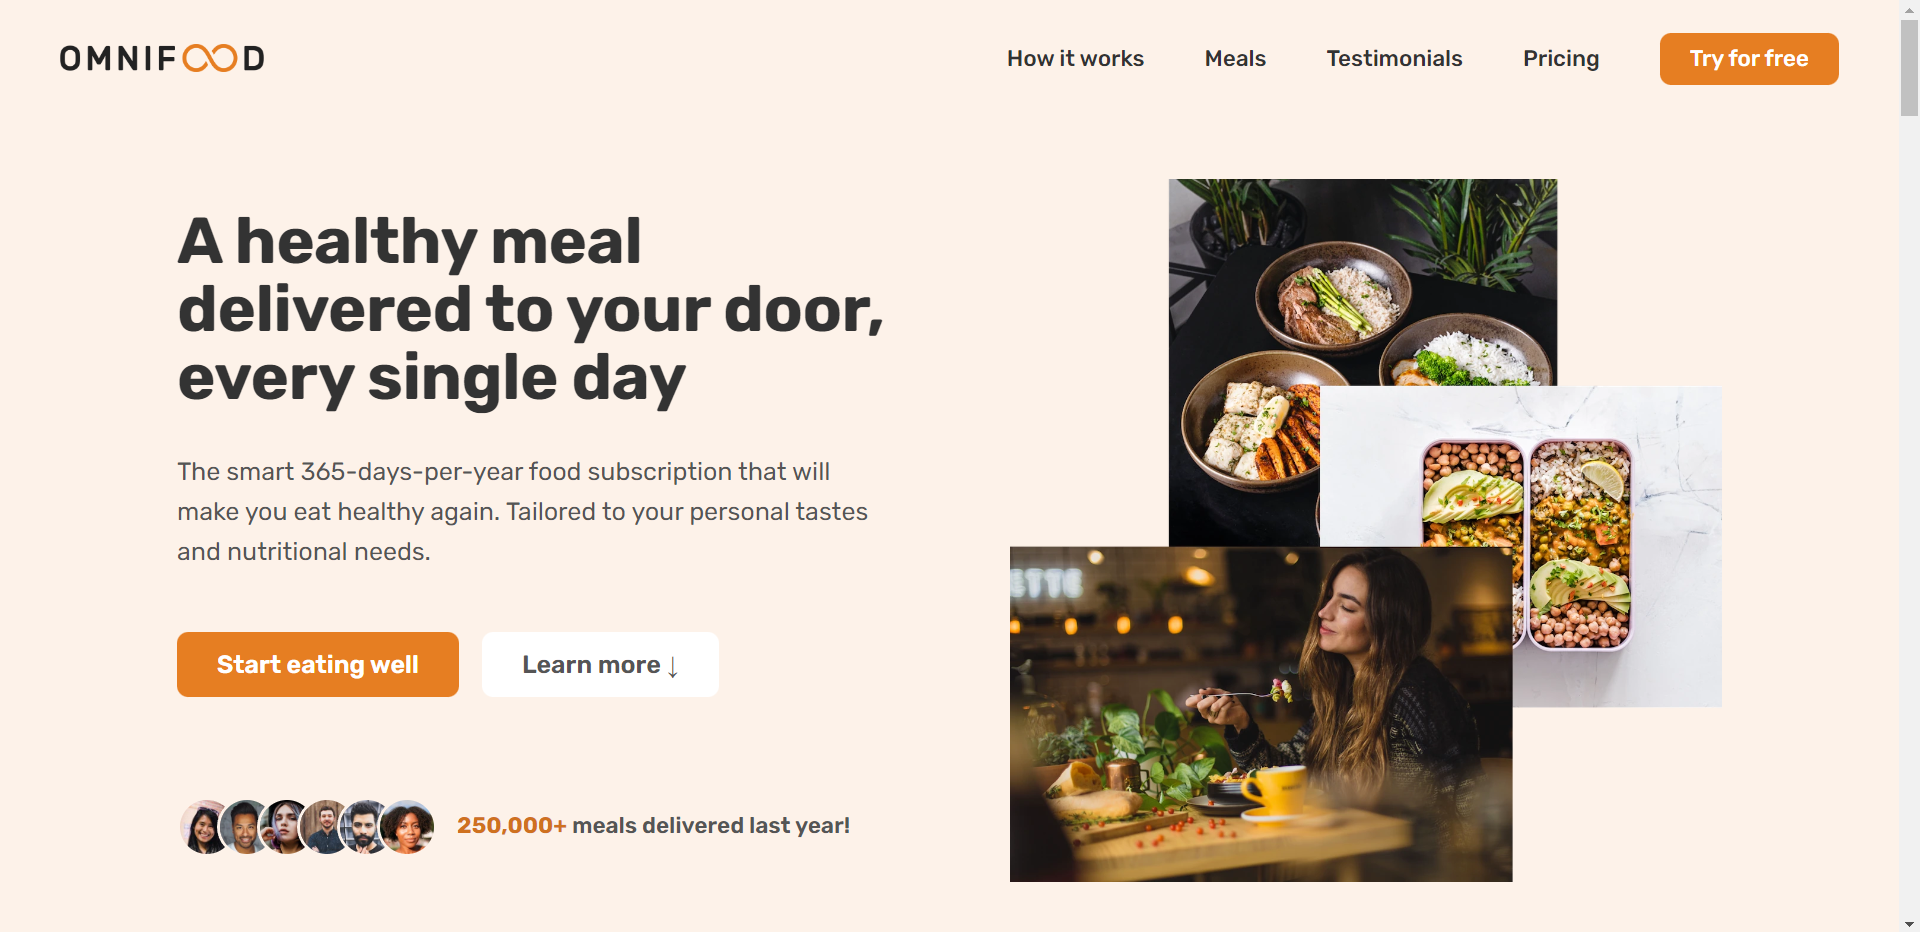 OMNIFOOD
How it works
Meals
Testimonials
Pricing
Try for free
A healthy meal
delivered to your door,
every single day
The smart 365-days-per-year food subscription that will
make you eat healthy again. Tailored to your personal tastes
and nutritional needs.
Start eating well
Learn more ↓
250,000+ meals delivered last year!
ETTE